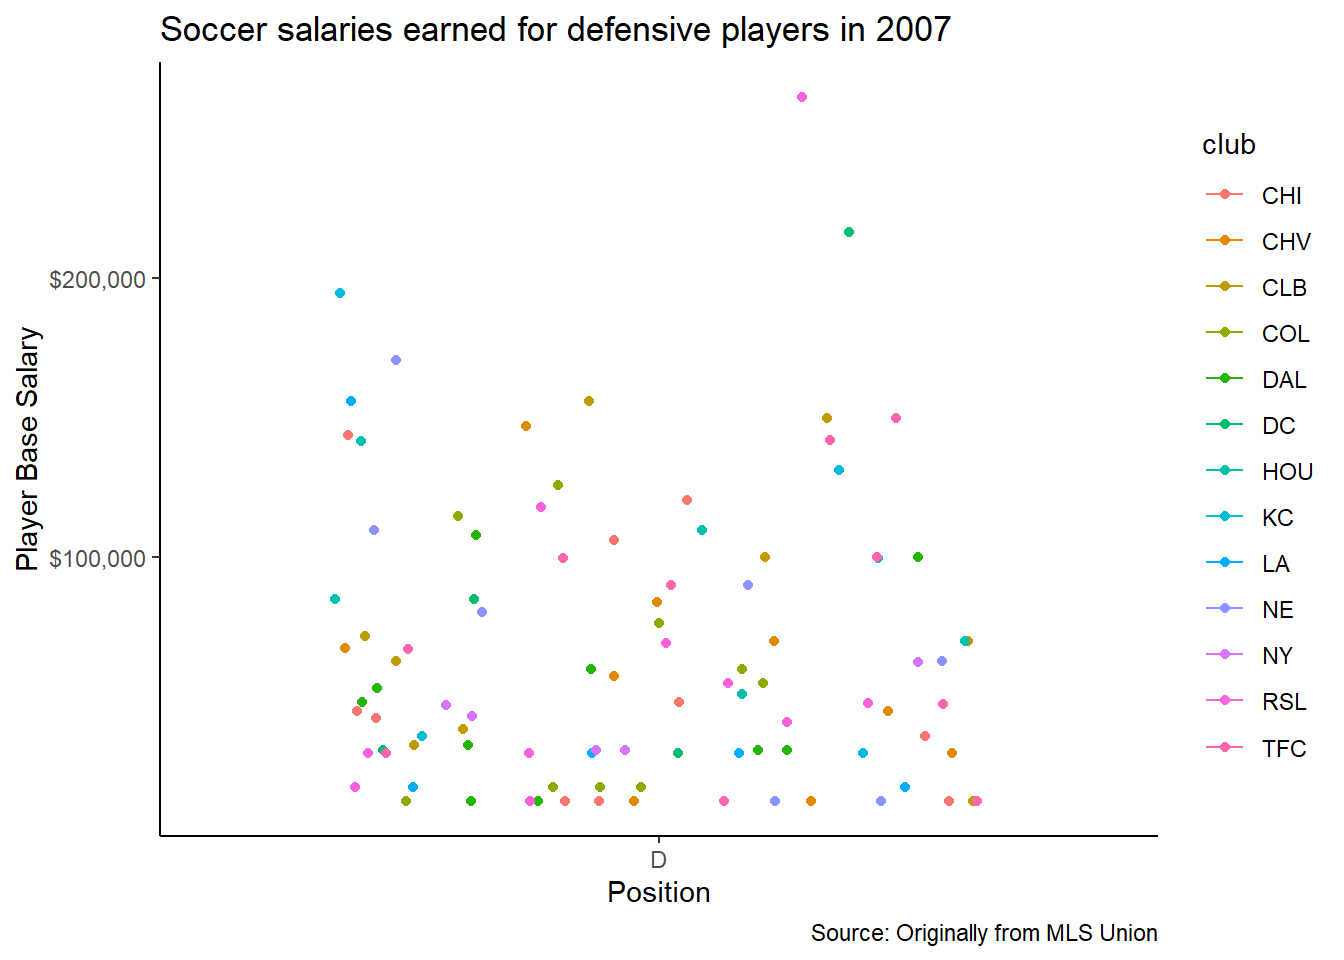 Soccer salaries earned for defensive players in 2007
club
CHI
CHV
CLB
COL
DAL
DC
HOU
KC
LA
NE
NY
RSL
TFC
$200,000
$100,000
Player Base Salary
D
Position
Source: Originally from MLS Union